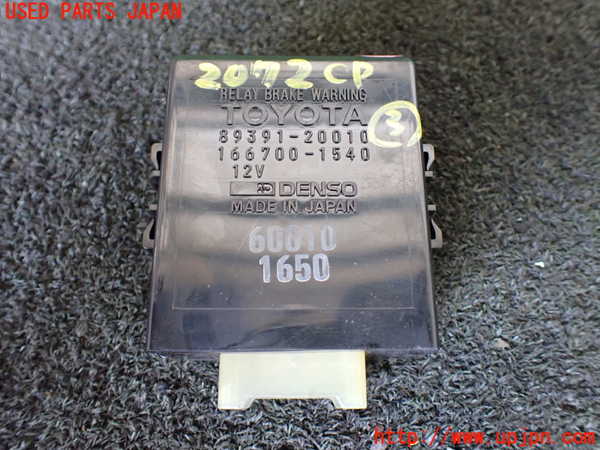 USED PARTS JAPAN
2072CP
RELAY BRAKE WARNING
TOYOTA
3
89391-20010
166700-1540
12V
DENSO
MADE IN JAPAN
60010
1650
http://www.upjpn.com